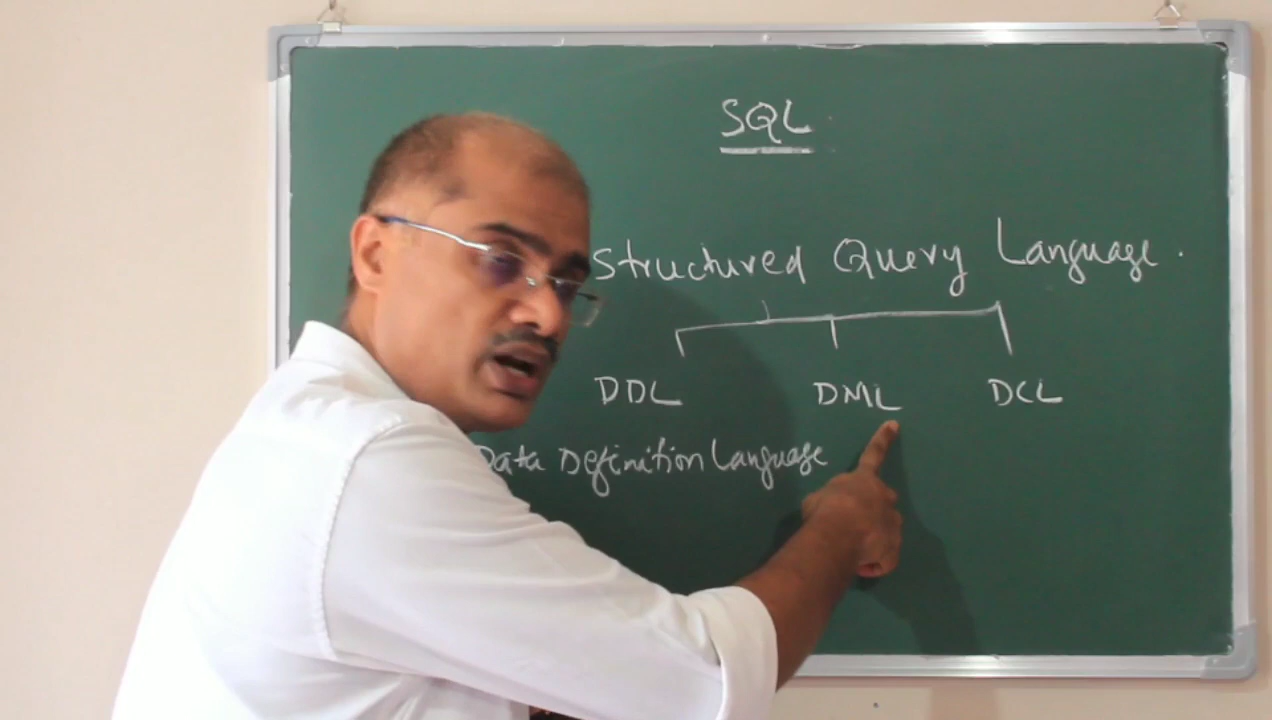 SQL
Structured Query Language.
DDL DML DCL
Data Definition Language